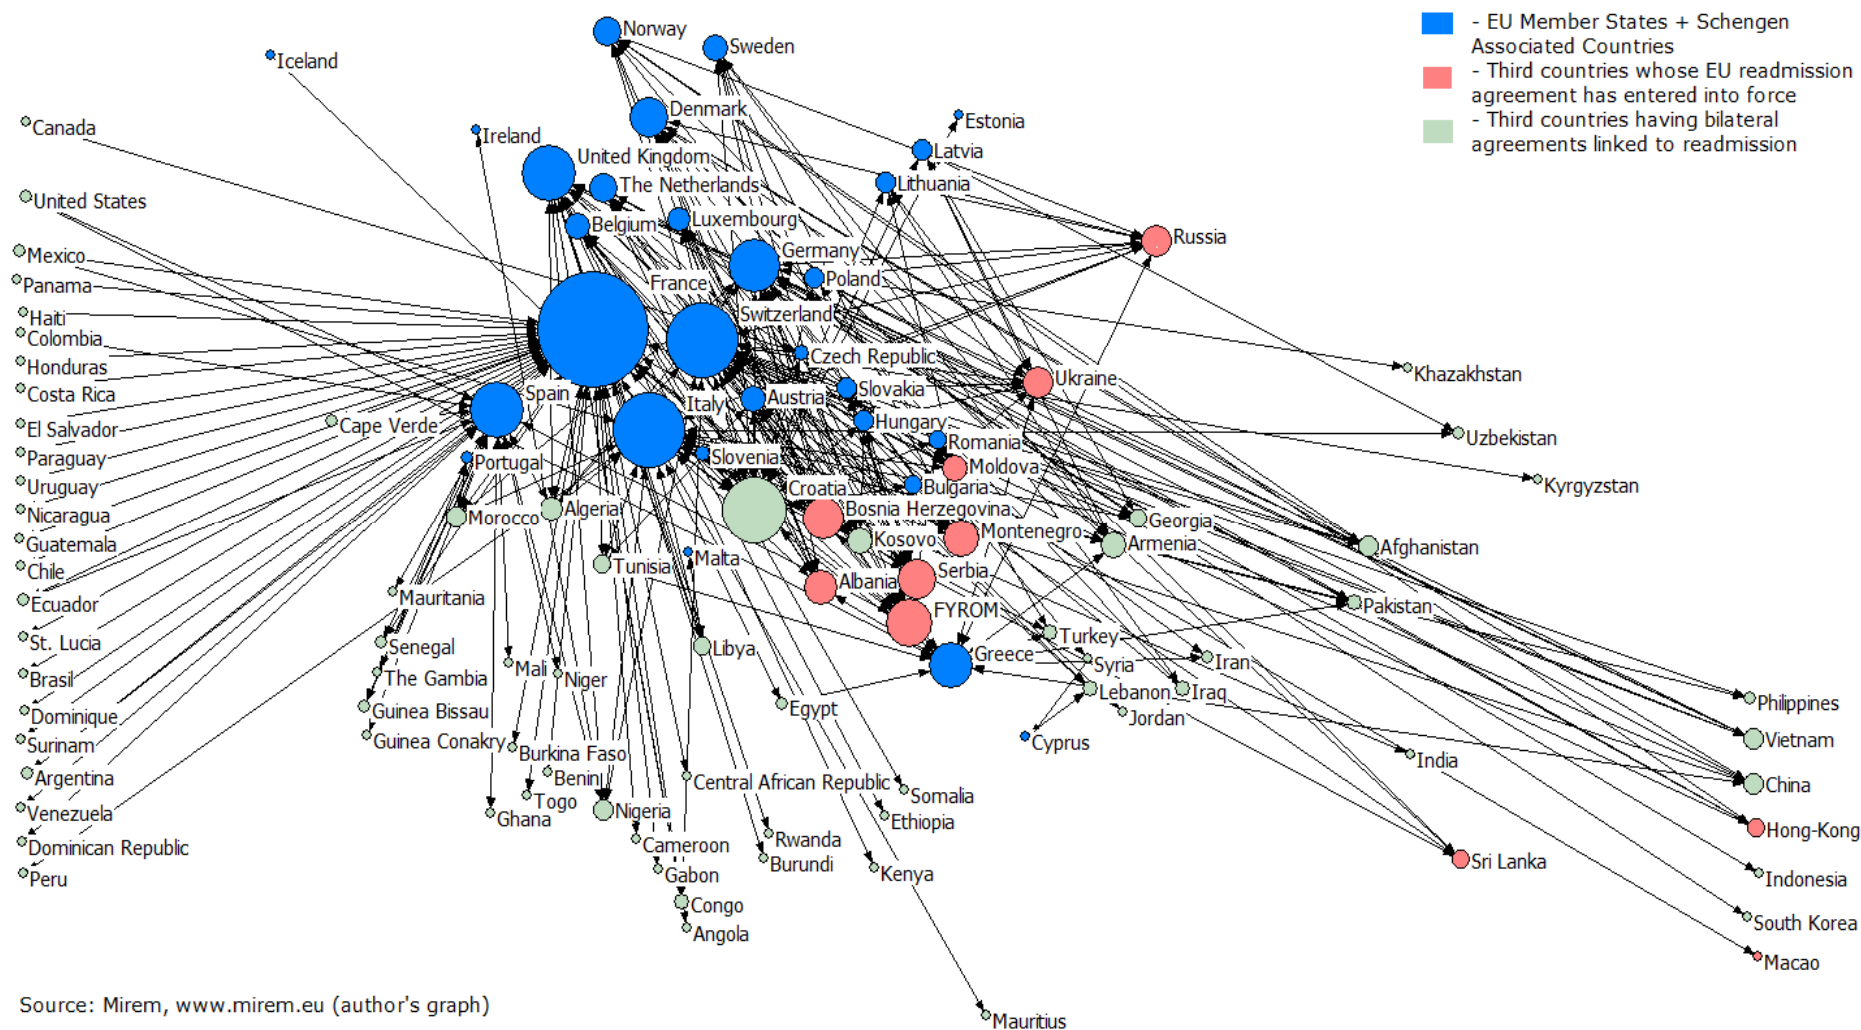 - EU Member States + Schengen
Associated Countries
- Third countries whose EU readmission
agreement has entered into force
- Third countries having bilateral
agreements linked to readmission
Norway
Sweden
Iceland
Denmark
Estonia
Canada
Ireland
Latvia
United Kingdom
The Netherlands
Lithuania
United States
Belgium
Luxembourg
Russia
Germany
Mexico
Poland
France
Panama
Switzerland
Haiti
Colombia
Czech Republic
Honduras
Khazakhstan
Ukraine
Slovakia
Costa Rica
Spain
Austria
Italy
Cape Verde
Hungary
El Salvador
Uzbekistan
Romania
Slovenia
Paraguay
Portugal
Moldova
Kyrgyzstan
Uruguay
Croatia
Bulgaria
Algeria
Bosnia Herzegovina
Nicaragua
Morocco
Georgia
Montenegro
Kosovo
Armenia
Guatemala
Afghanistan
Malta
Tunisia
Serbia
Chile
Albania
Mauritania
Ecuador
Pakistan
FYROM
Turkey
St. Lucia
Senegal
Libya
Greece
Syria
Iran
Mali
The Gambia
Niger
Brasil
Lebanon
Iraq
Philippines
Guinea Bissau
Egypt
Jordan
Dominique
Guinea Conakry
Cyprus
Vietnam
Surinam
Burkina Faso
India
Argentina
Benin
Central African Republic
China
Togo
Somalia
Venezuela
Nigeria
Ghana
Ethiopia
Hong-Kong
Rwanda
Dominican Republic
Cameroon
Burundi
Sri Lanka
Peru
Gabon
Kenya
Indonesia
Congo
South Korea
Angola
Macao
Source: Mirem, www.mirem.eu (author's graph)
Mauritius